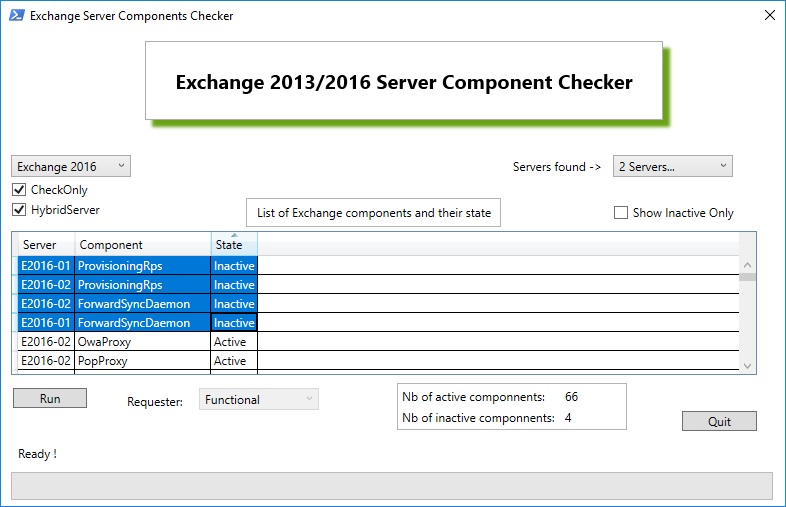 Exchange Server Components Checker
Exchange 2013/2016 Server Component Checker
Exchange 2016 Servers found -> 2 Servers...
CheckOnly
HybridServer List of Exchange components and their state Show Inactive Only
Server Component State
E2016-01 ProvisioningRps Inactive
E2016-02 ProvisioningRps Inactive
E2016-02 ForwardSyncDaemon Inactive
E2016-01 ForwardSyncDaemon Inactive
E2016-02 OwaProxy Active
E2016-02 PopProxy Active
Run Requester: Functional Nb of active componnents: 66
Nb of inactive componnents: 4
Quit
Ready !